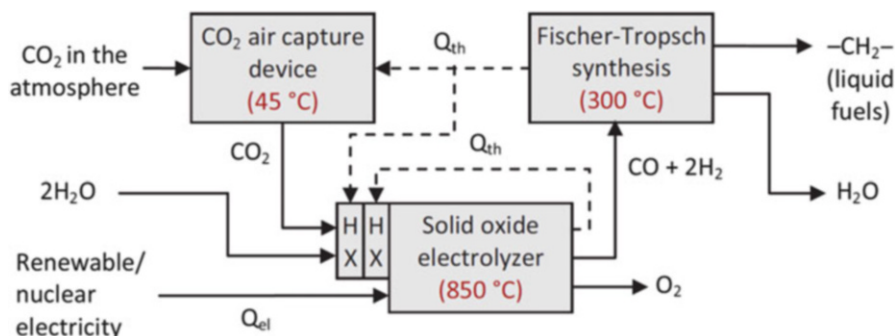 CO₂ in the
atmosphere
CO₂ air capture
device
(45 °C)
Qth
Fischer-Tropsch
synthesis
(300 °C)
–CH₂–
(liquid
fuels)
CO₂
Qth
CO + 2H₂
2H₂O
H₂O
H
X
H
X
Solid oxide
electrolyzer
(850 °C)
O₂
Renewable/
nuclear
electricity
Qel